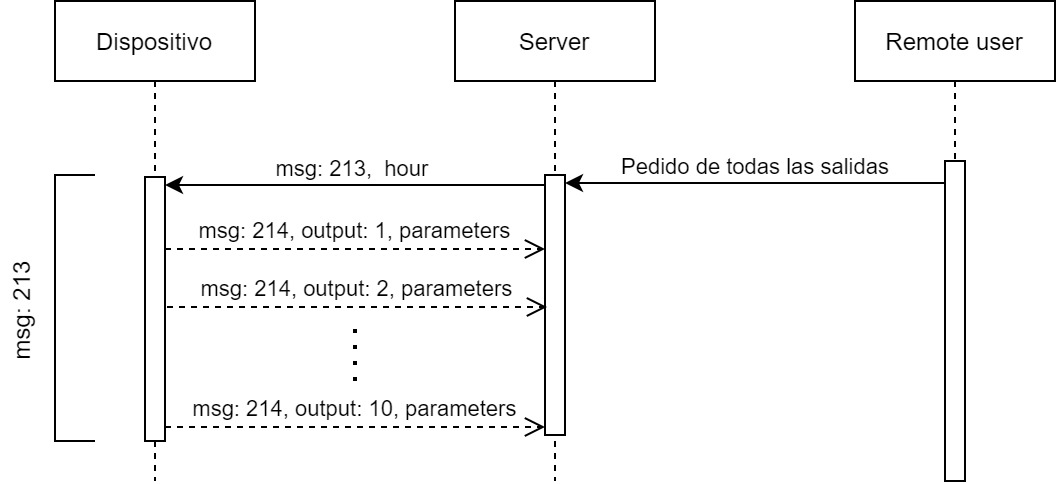 Dispositivo
Server
Remote user
msg: 213,  hour
Pedido de todas las salidas
msg: 214, output: 1, parameters
msg: 214, output: 2, parameters
msg: 213
msg: 214, output: 10, parameters